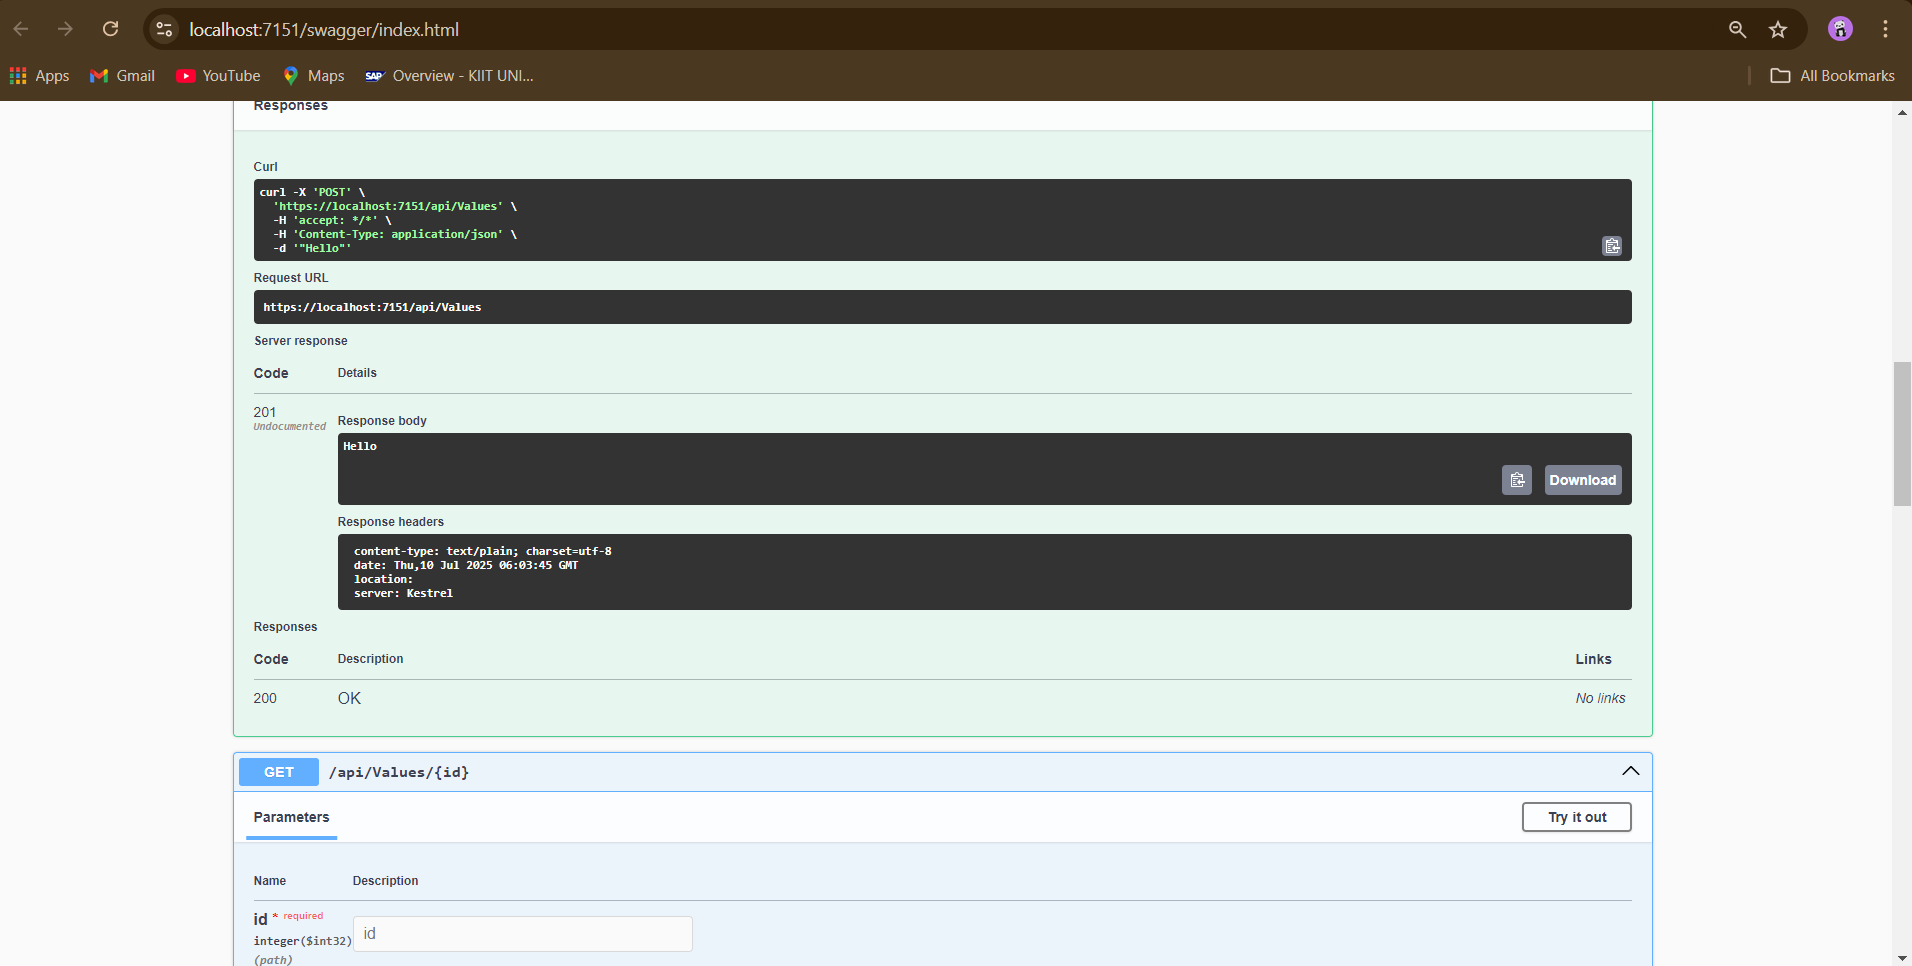 localhost:7151/swagger/index.html
Apps Gmail YouTube Maps SAP Overview - KIIT UNI... All Bookmarks
Responses
Curl
curl -X 'POST' \
'https://localhost:7151/api/Values' \
-H 'accept: */*' \
-H 'Content-Type: application/json' \
-d '"Hello"'
Request URL
https://localhost:7151/api/Values
Server response
Code Details
201
Undocumented
Response body
Hello
Download
Response headers
content-type: text/plain; charset=utf-8
date: Thu,10 Jul 2025 06:03:45 GMT
location:
server: Kestrel
Responses
Code Description Links
200 OK No links
GET /api/Values/{id}
Parameters Try it out
Name Description
id * required
integer($int32)
(path)
id